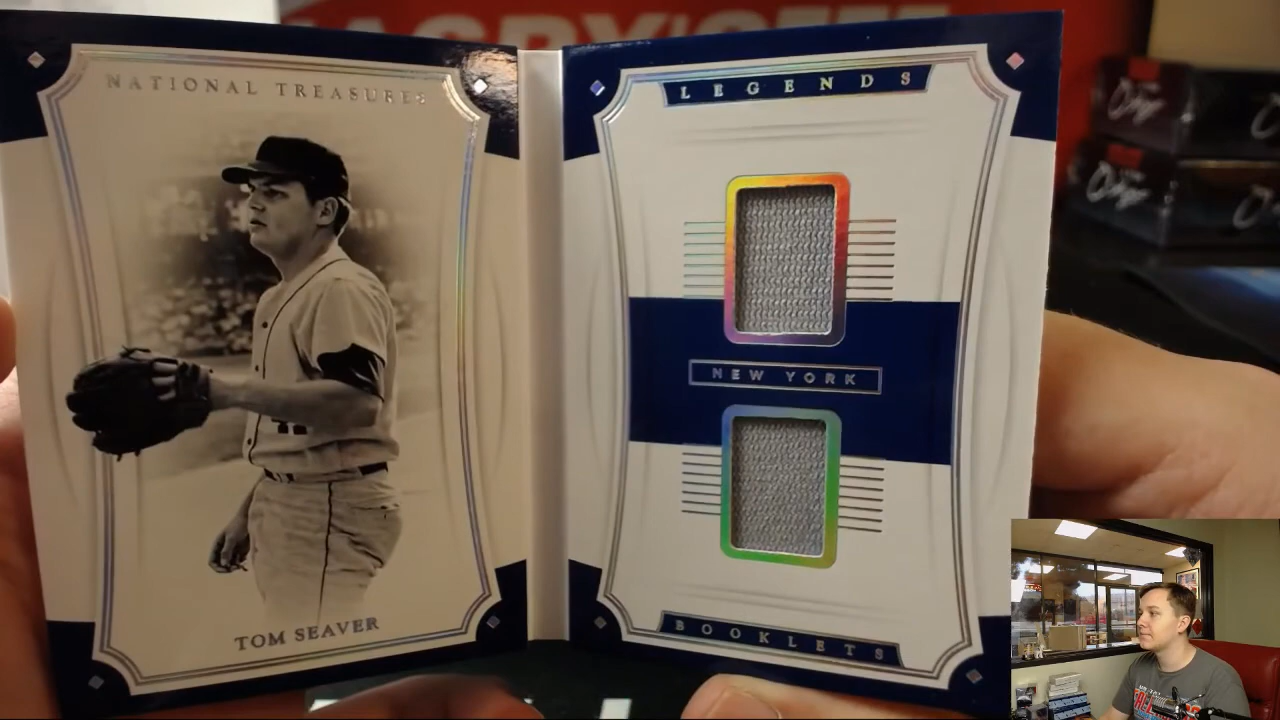 NATIONAL TREASURES
TOM SEAVER
LEGENDS
NEW YORK
BOOKLETS